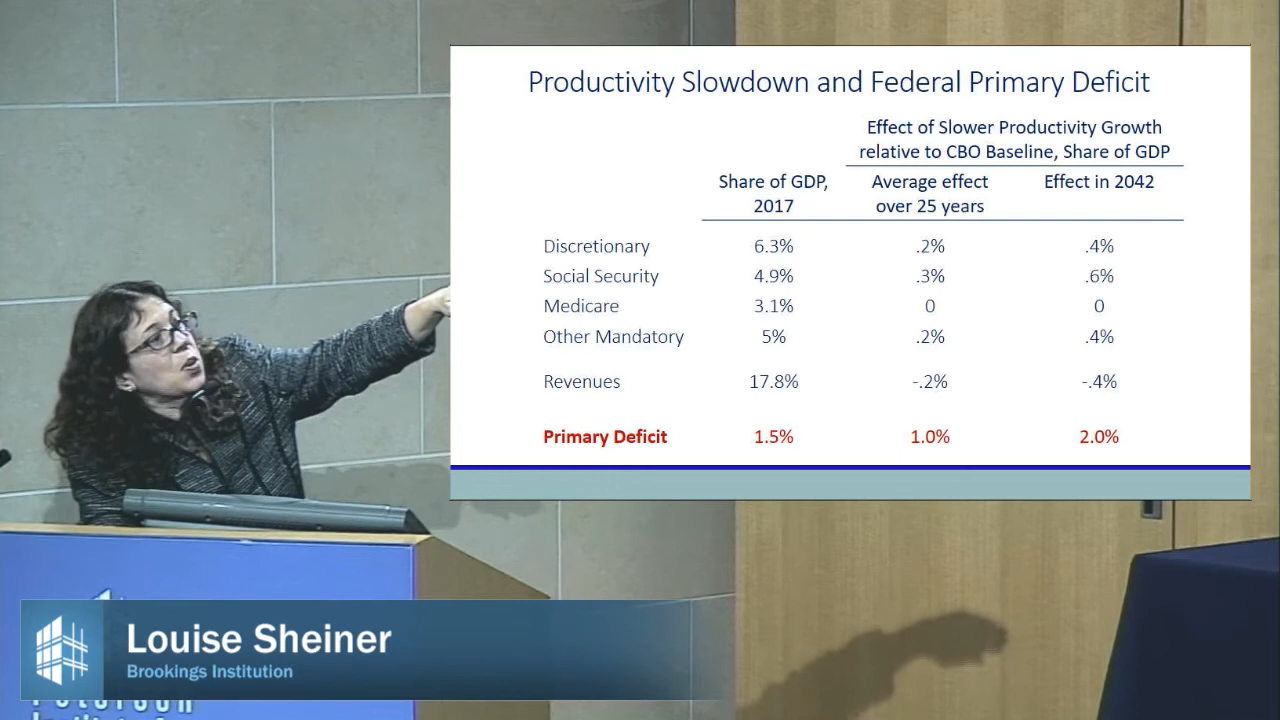 Productivity Slowdown and Federal Primary Deficit
Effect of Slower Productivity Growth
relative to CBO Baseline, Share of GDP
Share of GDP, Average effect Effect in 2042
2017 over 25 years
Discretionary 6.3% .2% .4%
Social Security 4.9% .3% .6%
Medicare 3.1% 0 0
Other Mandatory 5% .2% .4%
Revenues 17.8% -.2% -.4%
Primary Deficit 1.5% 1.0% 2.0%
Louise Sheiner
Brookings Institution